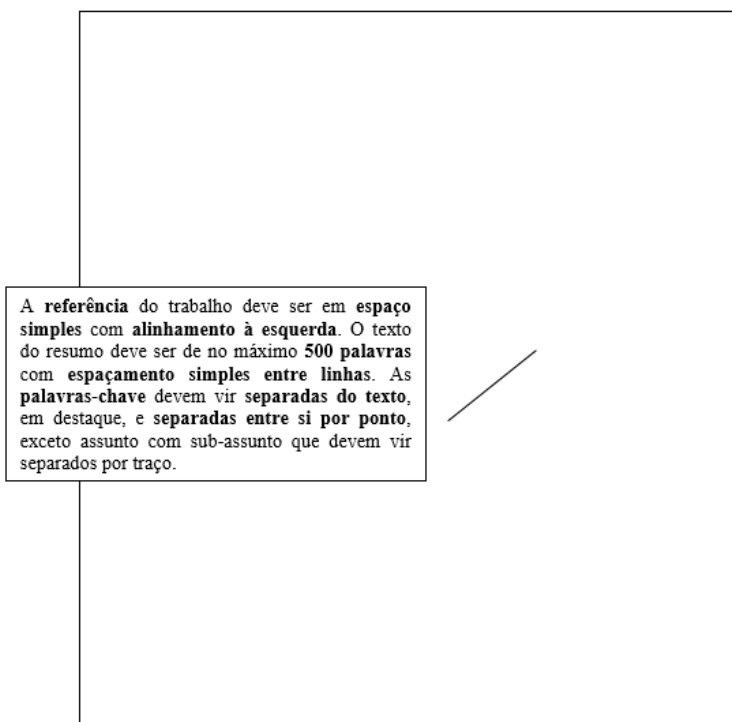 A referência do trabalho deve ser em espaço
simples com alinhamento à esquerda. O texto
do resumo deve ser de no máximo 500 palavras
com espaçamento simples entre linhas. As
palavras-chave devem vir separadas do texto,
em destaque, e separadas entre si por ponto,
exceto assunto com sub-assunto que devem vir
separados por traço.